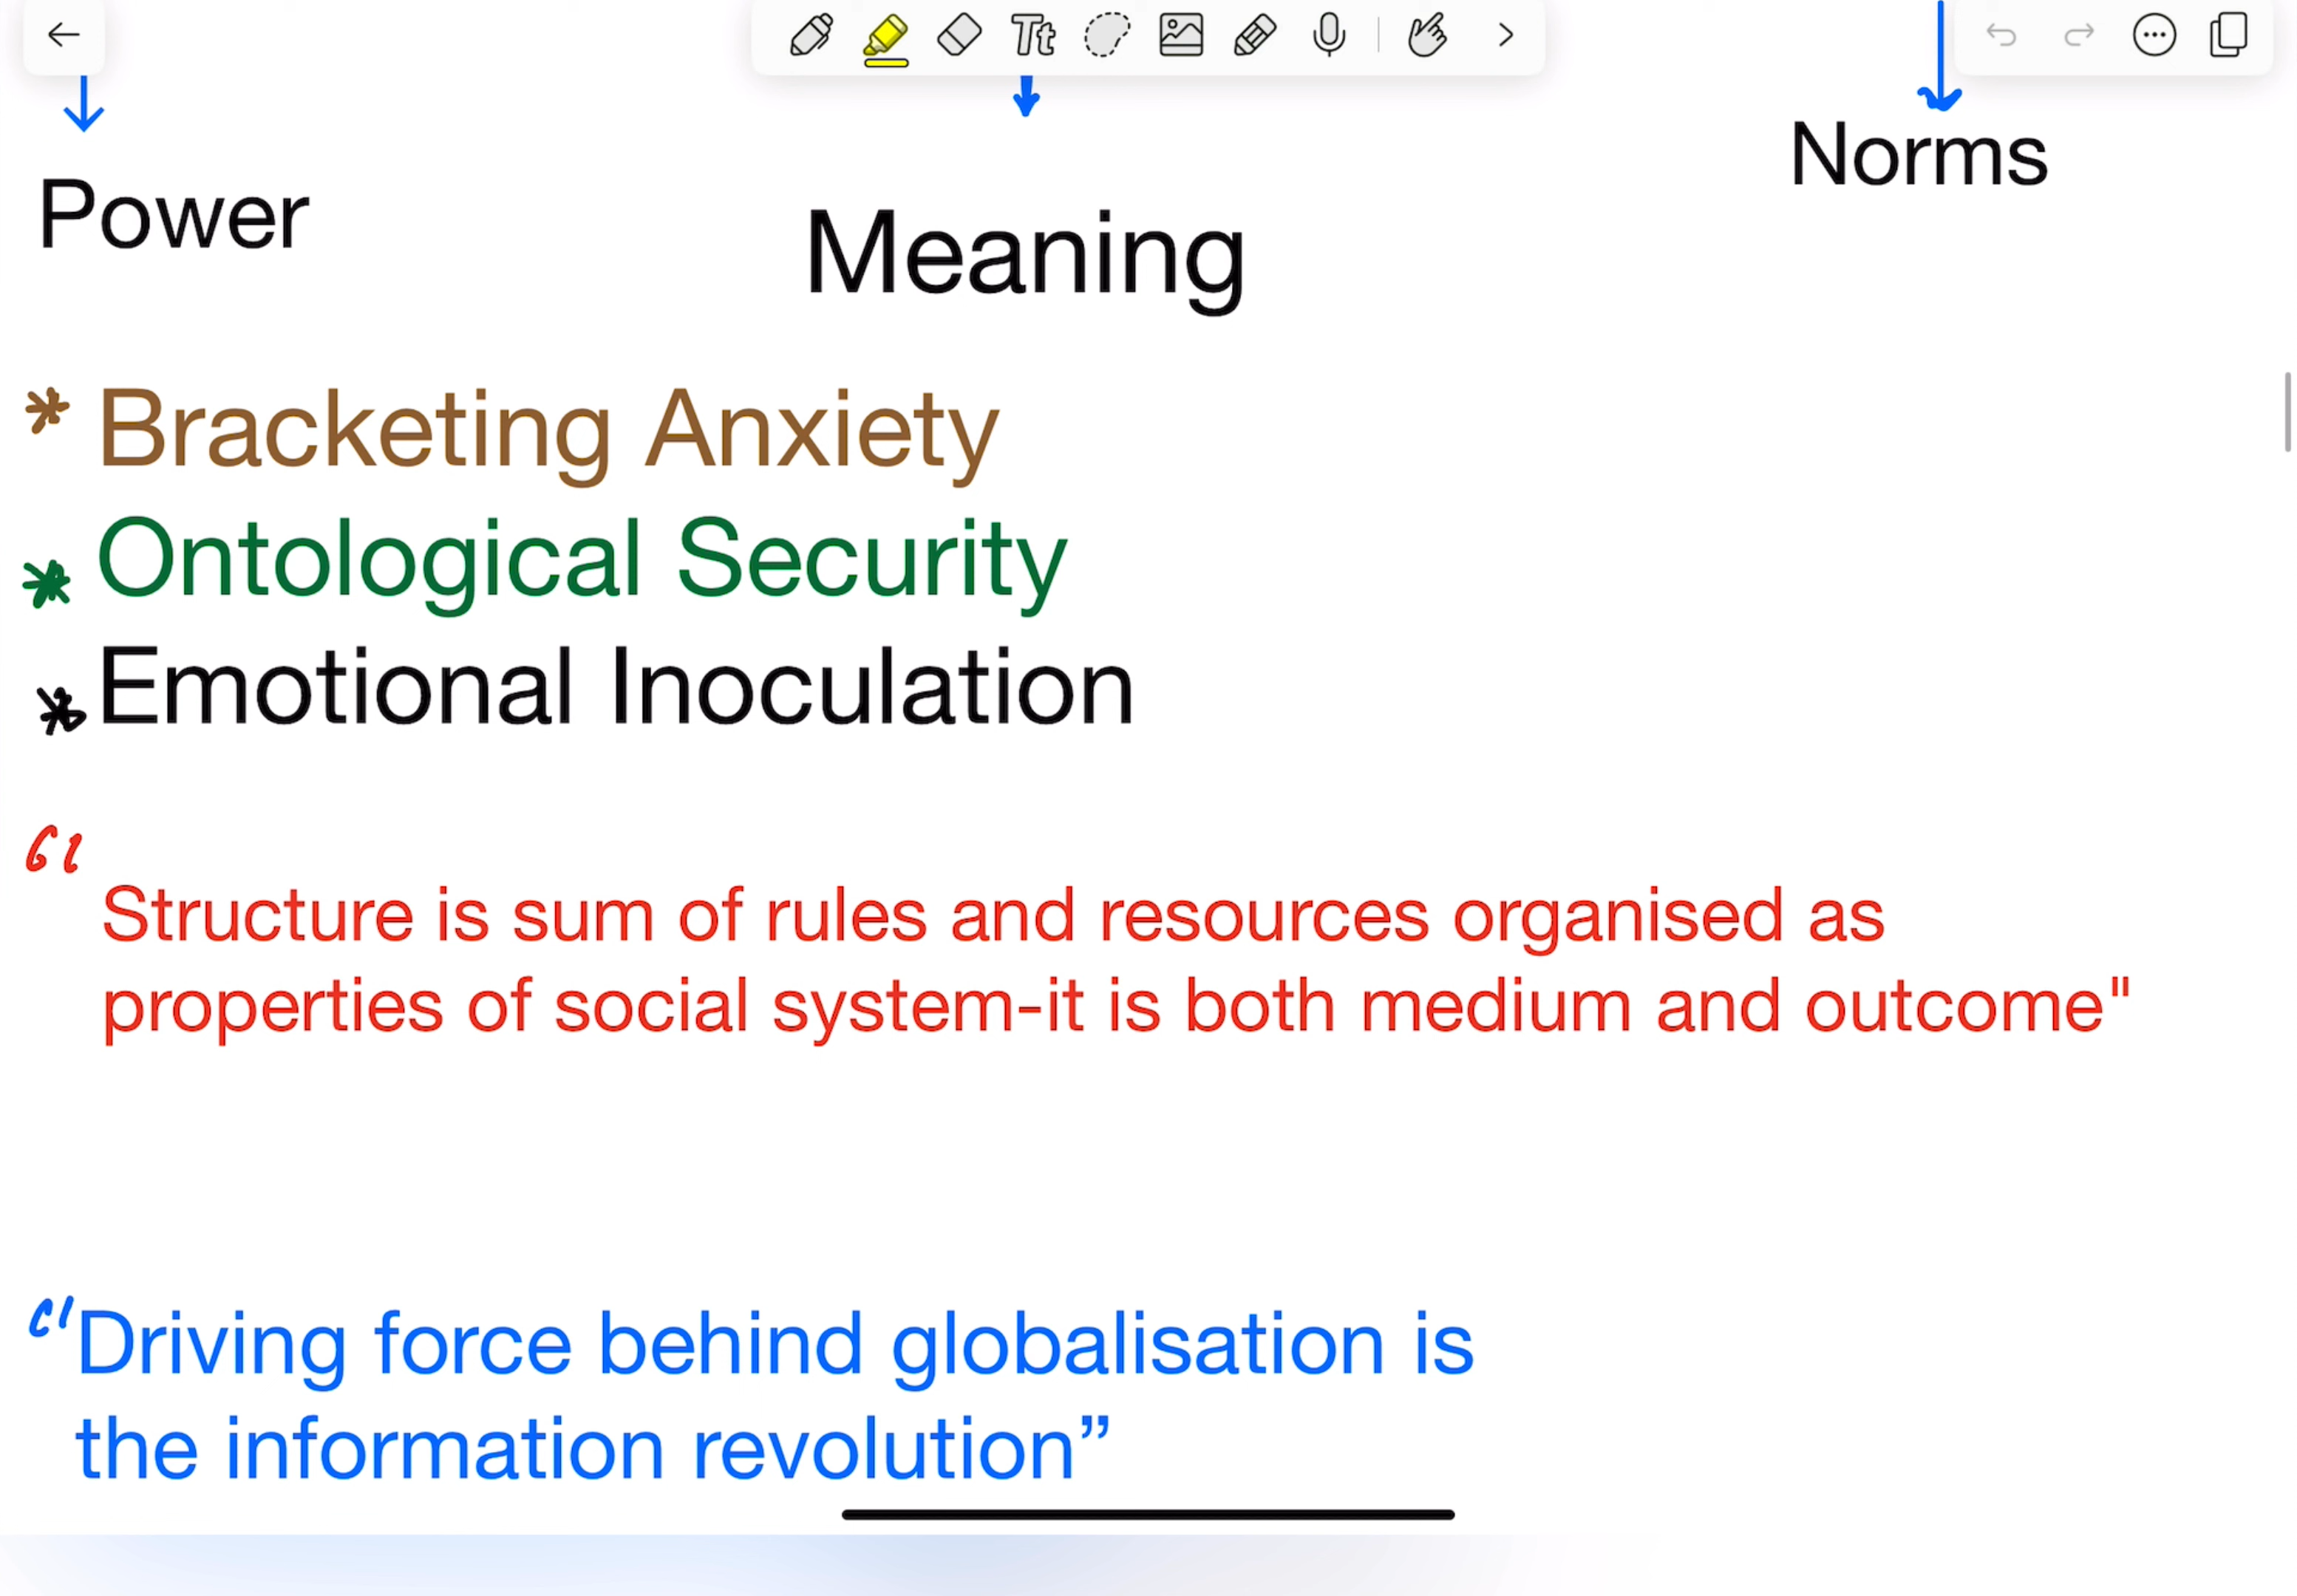 Tt
Norms
Power
Meaning
* Bracketing Anxiety
* Ontological Security
* Emotional Inoculation
“
Structure is sum of rules and resources organised as
properties of social system-it is both medium and outcome"
“Driving force behind globalisation is
the information revolution”